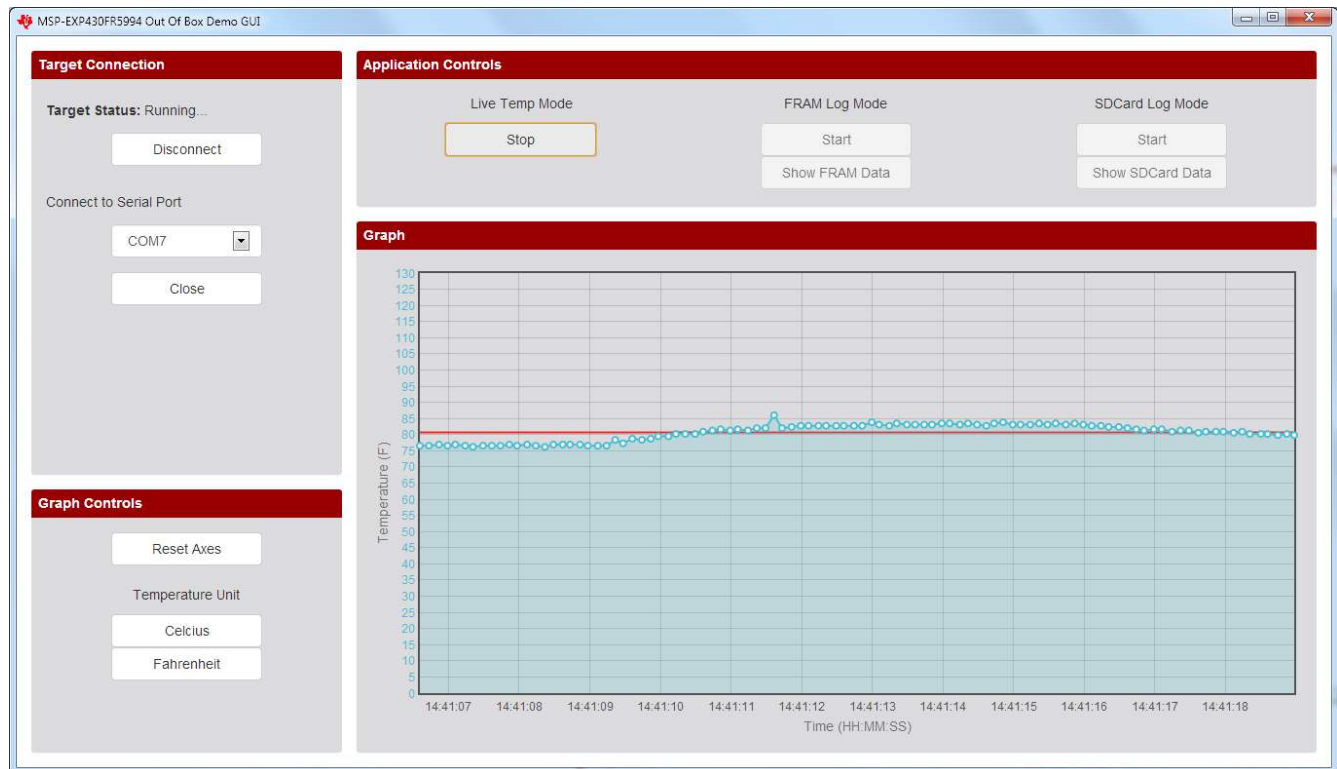 MSP-EXP430FR5994 Out Of Box Demo GUI
Target Connection
Target Status: Running...
Disconnect
Connect to Serial Port
COM7
Close
Graph Controls
Reset Axes
Temperature Unit
Celcius
Fahrenheit
Application Controls
Live Temp Mode FRAM Log Mode SDCard Log Mode
Stop Start Start
Show FRAM Data Show SDCard Data
Graph
130
125
120
115
110
105
100
95
90
85
80
75
70
65
60
55
50
45
40
35
30
25
20
15
10
5
0
Temperature (F)
14:41:07 14:41:08 14:41:09 14:41:10 14:41:11 14:41:12 14:41:13 14:41:14 14:41:15 14:41:16 14:41:17 14:41:18
Time (HH:MM:SS)